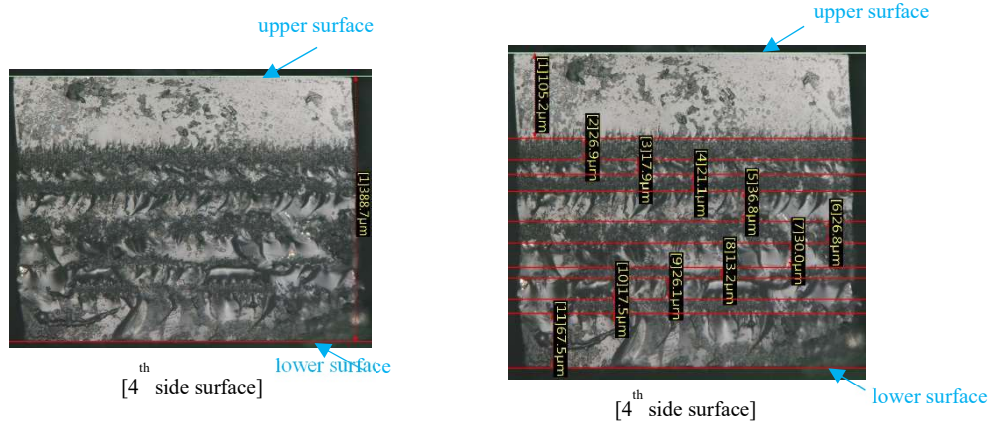 upper surface
[1]388.7μm
lower surface
[4th side surface]
upper surface
[1]105.2μm
[2]26.9μm
[3]17.9μm
[4]21.1μm
[5]36.8μm
[6]26.8μm
[7]30.0μm
[8]13.2μm
[9]26.1μm
[10]17.5μm
[11]67.5μm
lower surface
[4th side surface]